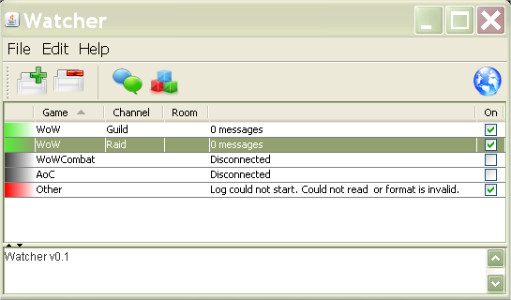 Watcher
File Edit Help
Game Channel Room On
WoW Guild 0 messages
WoW Raid 0 messages
WoWCombat Disconnected
AoC Disconnected
Other Log could not start. Could not read or format is invalid.
Watcher v0.1